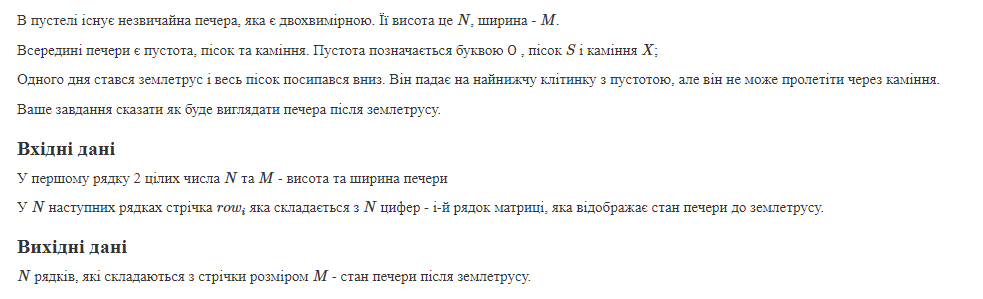 В пустелі існує незвичайна печера, яка є двохвимірною. Її висота це N, ширина - M.
Всередині печери є пустота, пісок та каміння. Пустота позначається буквою O , пісок S і каміння X;
Одного дня стався землетрус і весь пісок посипався вниз. Він падає на найнижчу клітинку з пустотою, але він не може пролетіти через каміння.
Ваше завдання сказати як буде виглядати печера після землетрусу.
Вхідні дані
У першому рядку 2 цілих числа N та M - висота та ширина печери
У N наступних рядках стрічка row_i яка складається з N цифер - i-й рядок матриці, яка відображає стан печери до землетрусу.
Вихідні дані
N рядків, які складаються з стрічки розміром M - стан печери після землетрусу.